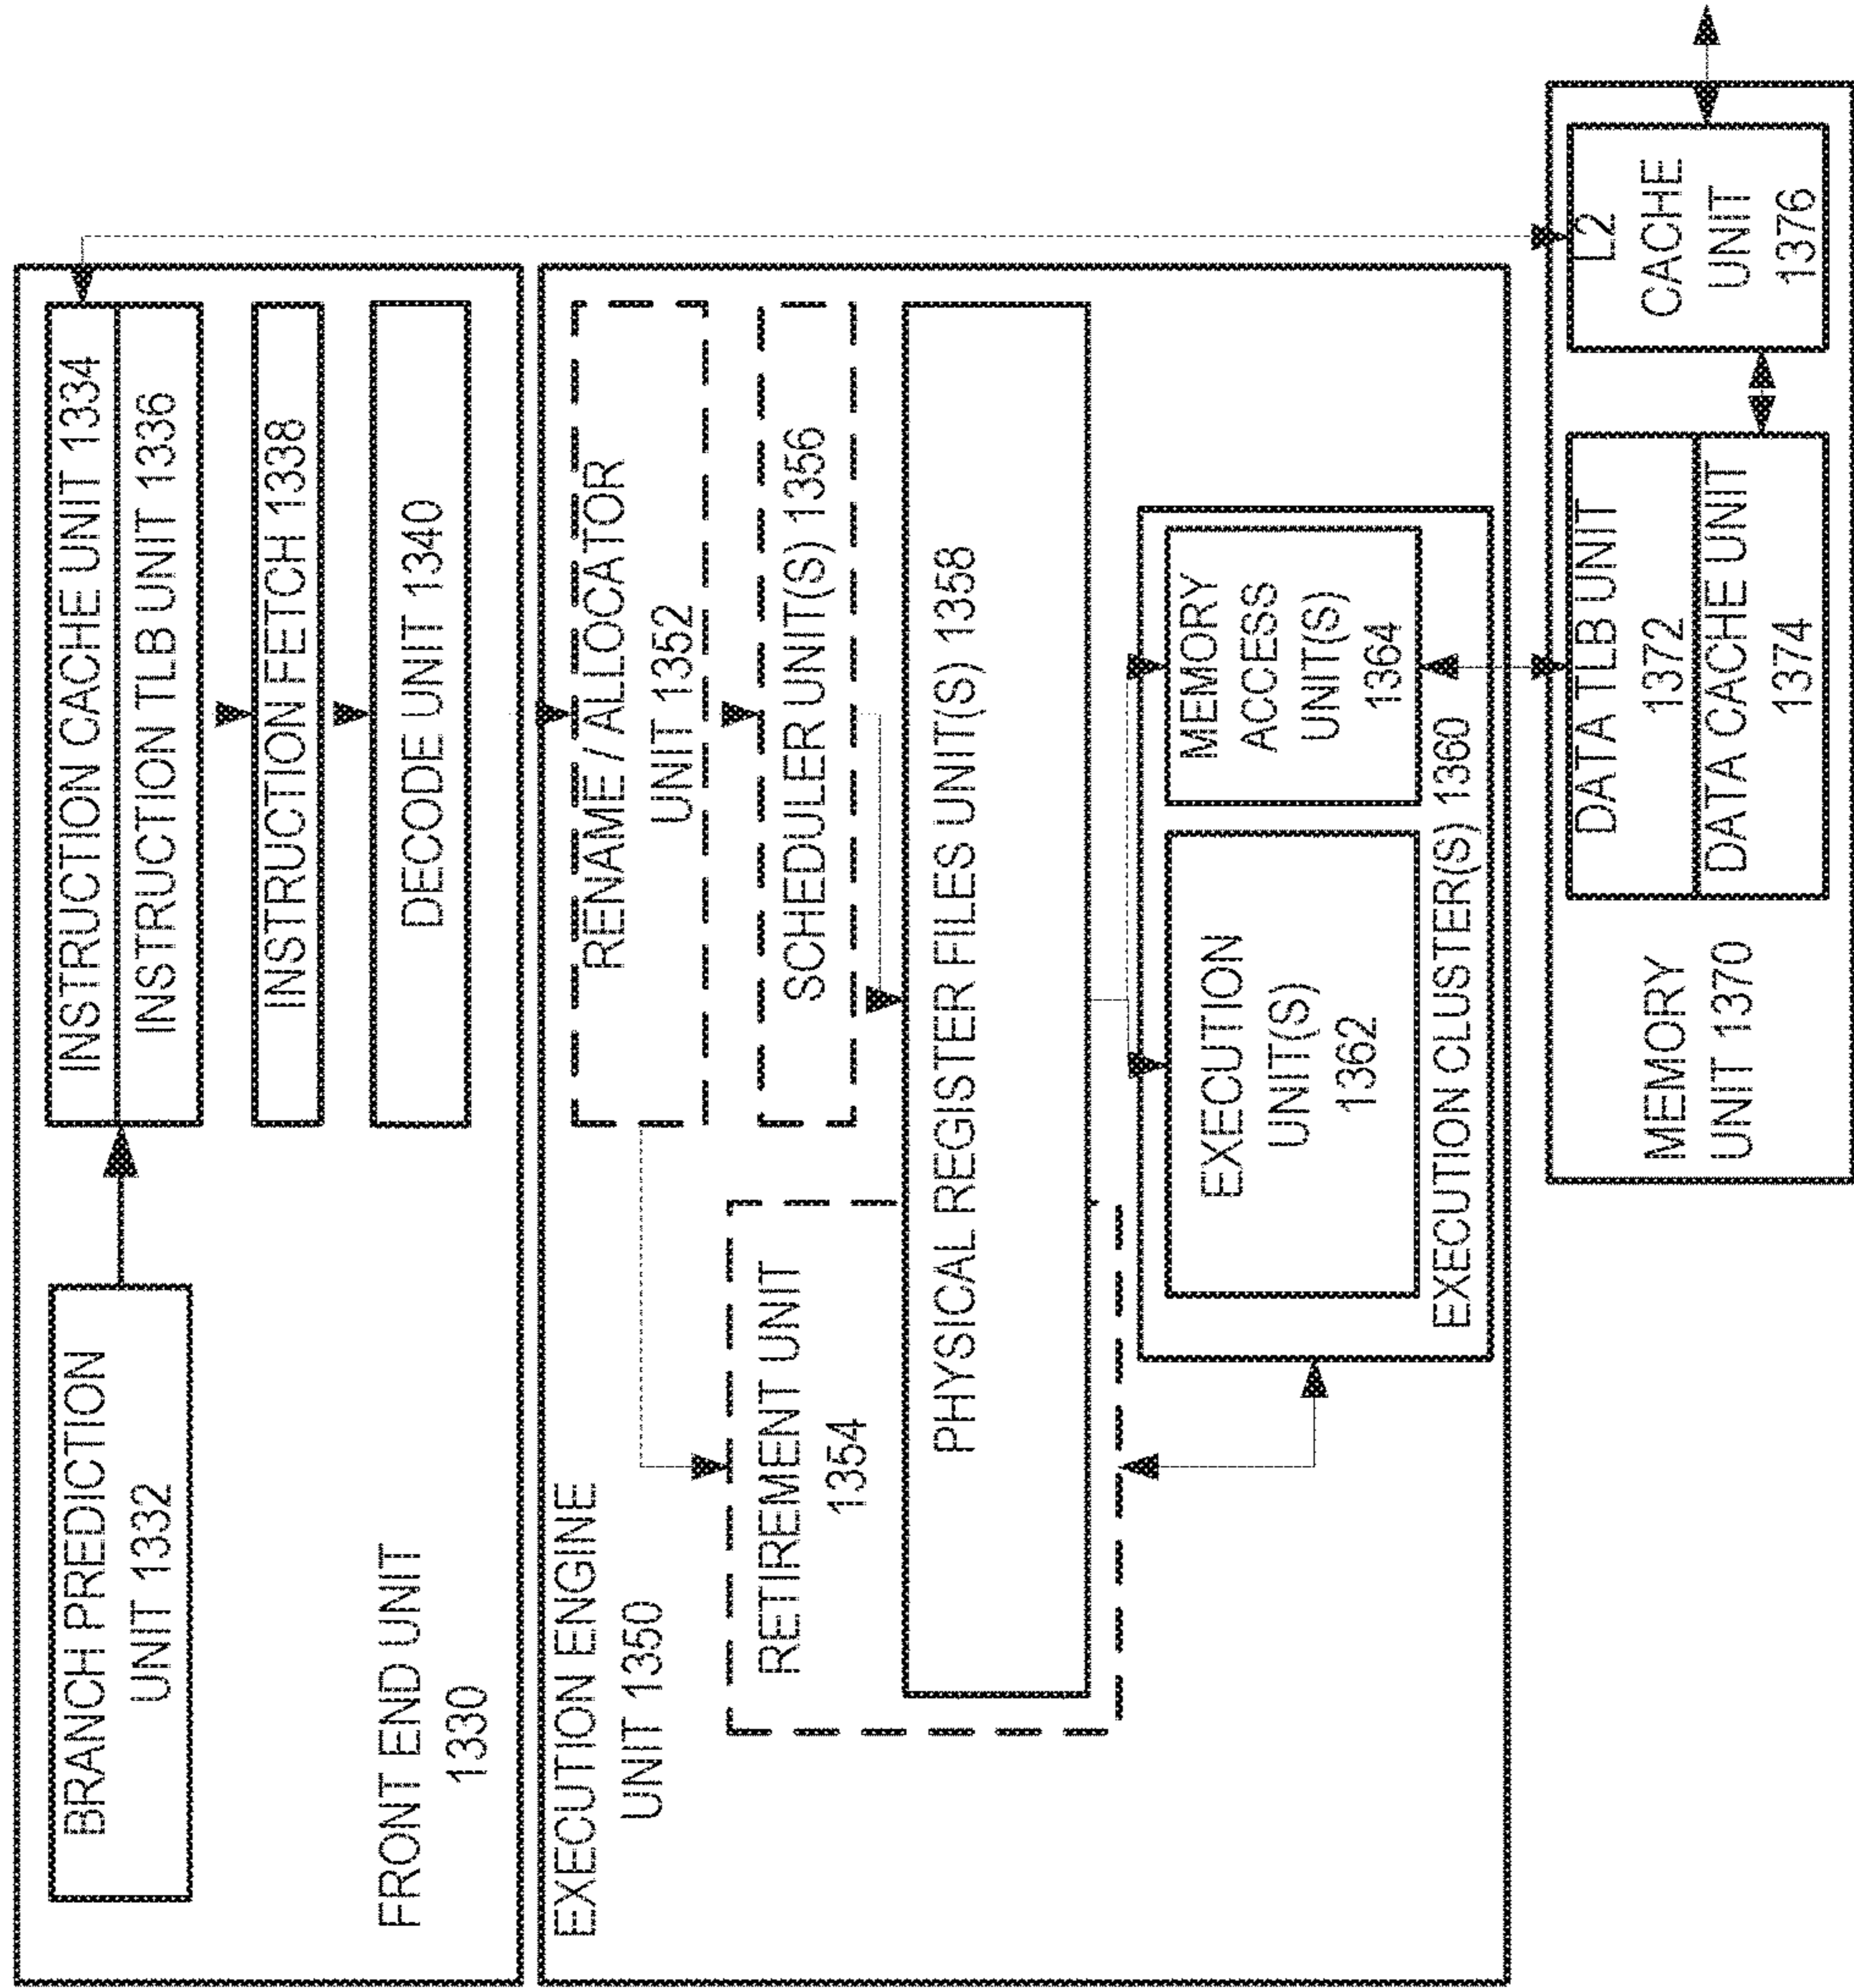 BRANCH PREDICTION
UNIT 1332
INSTRUCTION CACHE UNIT 1334
INSTRUCTION TLB UNIT 1336
INSTRUCTION FETCH 1338
DECODE UNIT 1340
FRONT END UNIT
1330
EXECUTION ENGINE
UNIT 1350
RENAME / ALLOCATOR
UNIT 1352
SCHEDULER UNIT(S) 1356
RETIREMENT UNIT
1354
PHYSICAL REGISTER FILES UNIT(S) 1358
EXECUTION
UNIT(S)
1362
MEMORY
ACCESS
UNIT(S)
1364
EXECUTION CLUSTER(S) 1360
MEMORY
UNIT 1370
DATA TLB UNIT
1372
DATA CACHE UNIT
1374
L2
CACHE
UNIT
1376